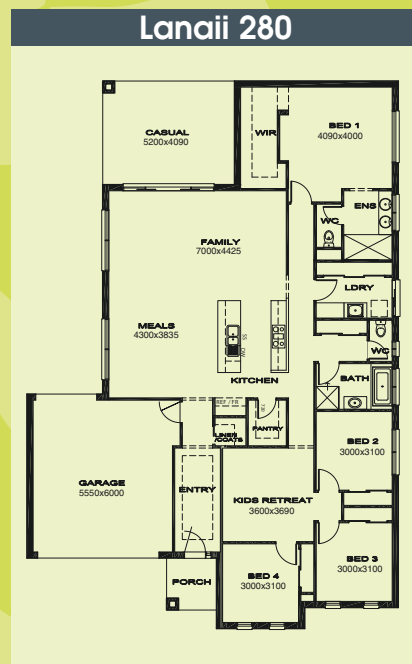 Lanaii 280
CASUAL
5200x4090
WIR
BED 1
4090x4000
ENS
WC
FAMILY
7000x4425
LDRY
MEALS
4300x3835
WC
KITCHEN
BATH
REF / FR
PANTRY
LINEN
/COATS
BED 2
3000x3100
GARAGE
5550x6000
ENTRY
KIDS RETREAT
3600x3690
BED 3
3000x3100
PORCH
BED 4
3000x3100